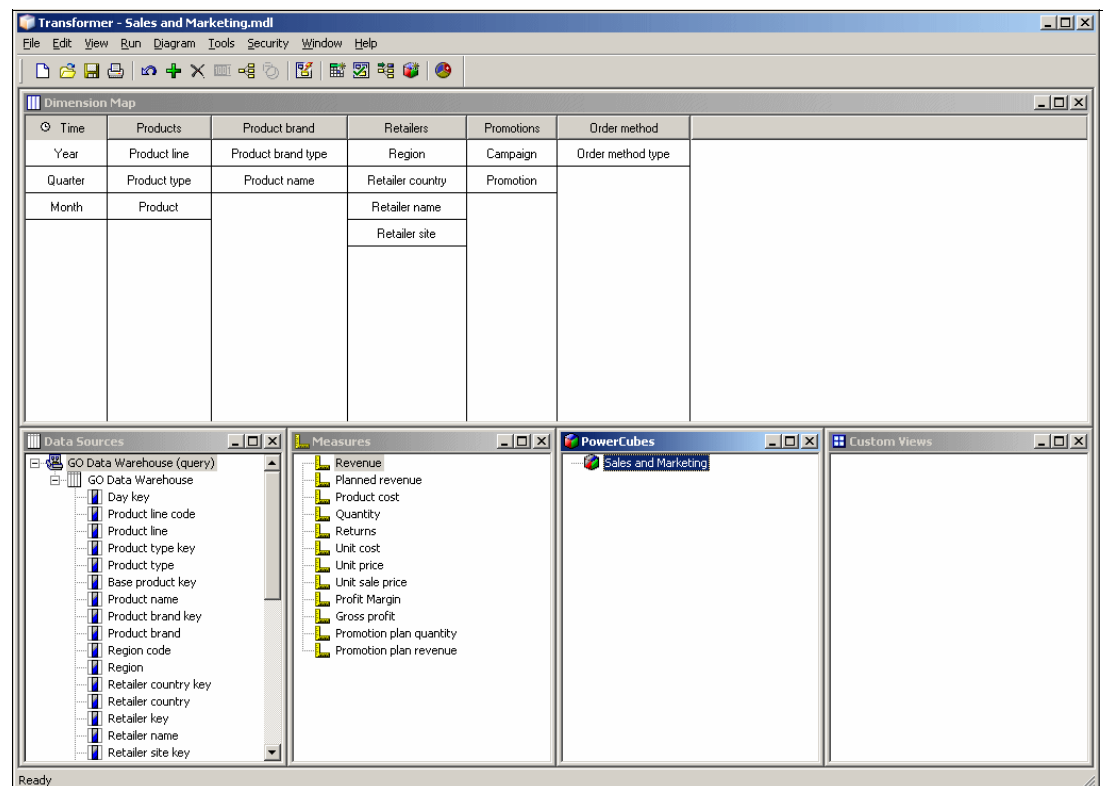 Transformer - Sales and Marketing.mdl
File Edit View Run Diagram Tools Security Window Help
Dimension Map
Time Products Product brand Retailers Promotions Order method
Year Product line Product brand type Region Campaign Order method type
Quarter Product type Product name Retailer country Promotion
Month Product Retailer name
Retailer site
Data Sources
GO Data Warehouse (query)
GO Data Warehouse
Day key
Product line code
Product line
Product type key
Product type
Base product key
Product name
Product brand key
Product brand
Region code
Region
Retailer country key
Retailer country
Retailer key
Retailer name
Retailer site key
Measures
Revenue
Planned revenue
Product cost
Quantity
Returns
Unit cost
Unit price
Unit sale price
Profit Margin
Gross profit
Promotion plan quantity
Promotion plan revenue
PowerCubes
Sales and Marketing
Custom Views
Ready